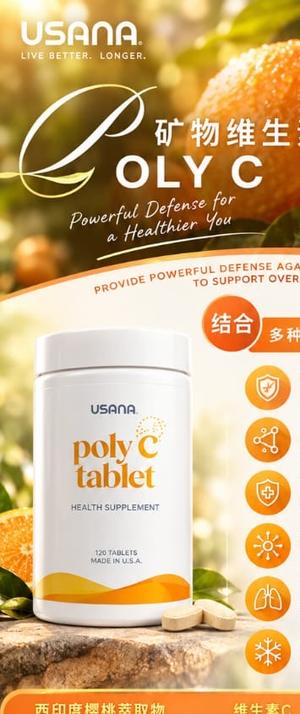 USANA®
LIVE BETTER. LONGER.
矿物维生
POLY C
Powerful Defense for
a Healthier You
PROVIDE POWERFUL DEFENSE AGA
TO SUPPORT OVER
结合
多种
USANA®
poly C
tablet
HEALTH SUPPLEMENT
120 TABLETS
MADE IN U.S.A.
西印度樱桃萃取物 维生素C